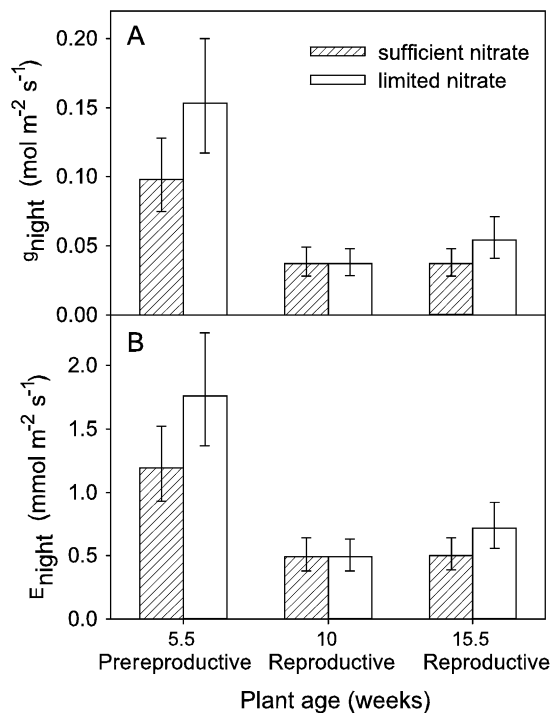 A
sufficient nitrate
limited nitrate
0.20
0.15
0.10
0.05
0.00
gnight (mol m-2 s-1)
B
2.0
1.5
1.0
0.5
0.0
Enight (mmol m-2 s-1)
5.5 10 15.5
Prereproductive Reproductive Reproductive
Plant age (weeks)